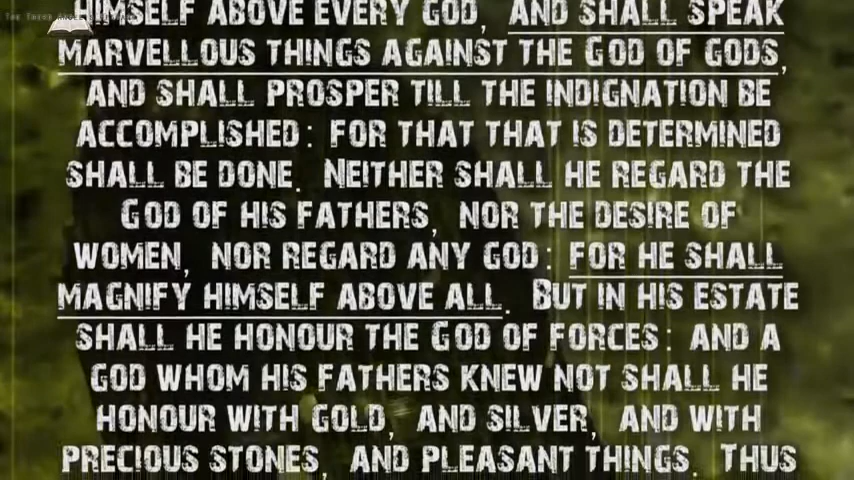 HIMSELF ABOVE EVERY GOD, AND SHALL SPEAK
MARVELLOUS THINGS AGAINST THE GOD OF GODS,
AND SHALL PROSPER TILL THE INDIGNATION BE
ACCOMPLISHED: FOR THAT THAT IS DETERMINED
SHALL BE DONE. NEITHER SHALL HE REGARD THE
GOD OF HIS FATHERS, NOR THE DESIRE OF
WOMEN, NOR REGARD ANY GOD: FOR HE SHALL
MAGNIFY HIMSELF ABOVE ALL. BUT IN HIS ESTATE
SHALL HE HONOUR THE GOD OF FORCES: AND A
GOD WHOM HIS FATHERS KNEW NOT SHALL HE
HONOUR WITH GOLD, AND SILVER, AND WITH
PRECIOUS STONES, AND PLEASANT THINGS. THUS